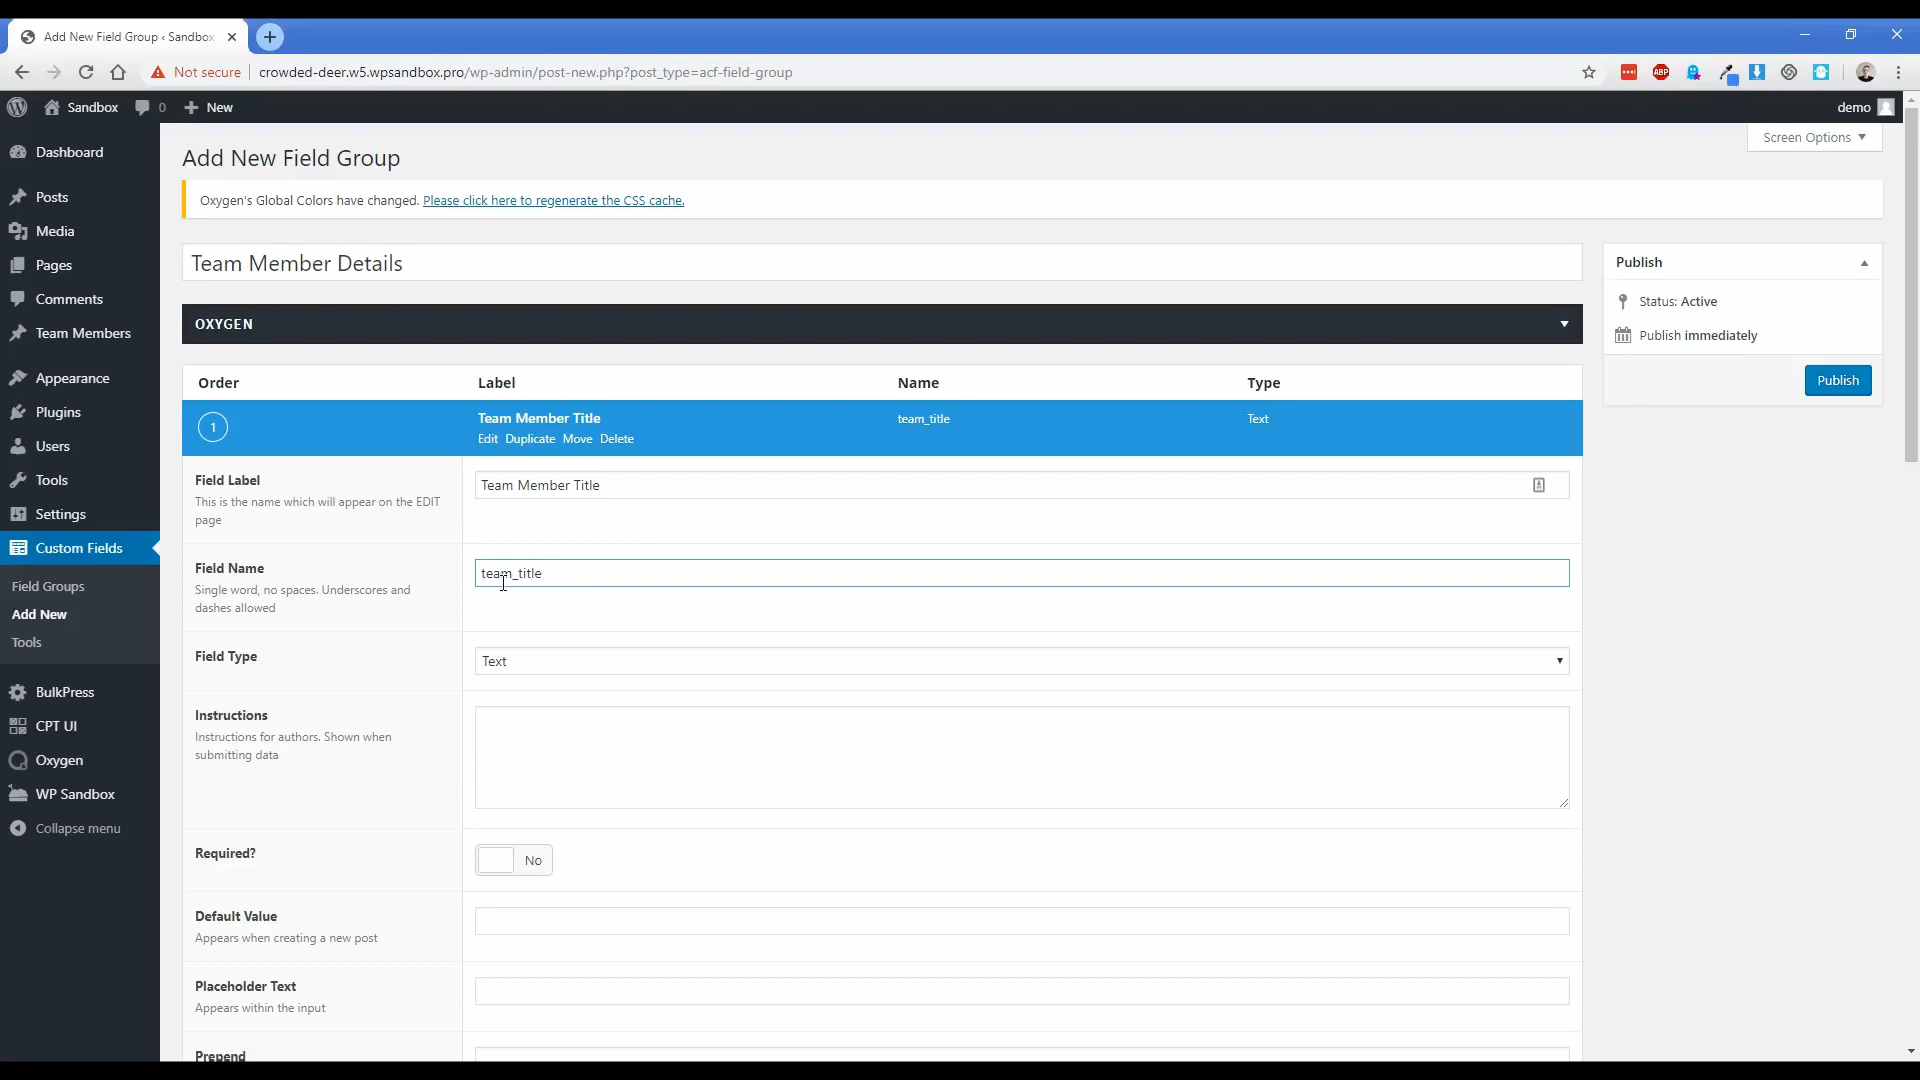 Add New Field Group ‹ Sandbox
Not secure
crowded-deer.w5.wpsandbox.pro/wp-admin/post-new.php?post_type=acf-field-group
ABP
Sandbox
0
New
demo
Screen Options
Dashboard
Posts
Media
Pages
Comments
Team Members
Appearance
Plugins
Users
Tools
Settings
Custom Fields
Field Groups
Add New
Tools
BulkPress
CPT UI
Oxygen
WP Sandbox
Collapse menu
Add New Field Group
Oxygen's Global Colors have changed. Please click here to regenerate the CSS cache.
Team Member Details
OXYGEN
Order Label Name Type
1 Team Member Title team_title Text
Edit Duplicate Move Delete
Field Label
This is the name which will appear on the EDIT
page
Team Member Title
Field Name
Single word, no spaces. Underscores and
dashes allowed
team_title
Field Type
Text
Instructions
Instructions for authors. Shown when
submitting data
Required?
No
Default Value
Appears when creating a new post
Placeholder Text
Appears within the input
Prepend
Publish
Status: Active
Publish immediately
Publish